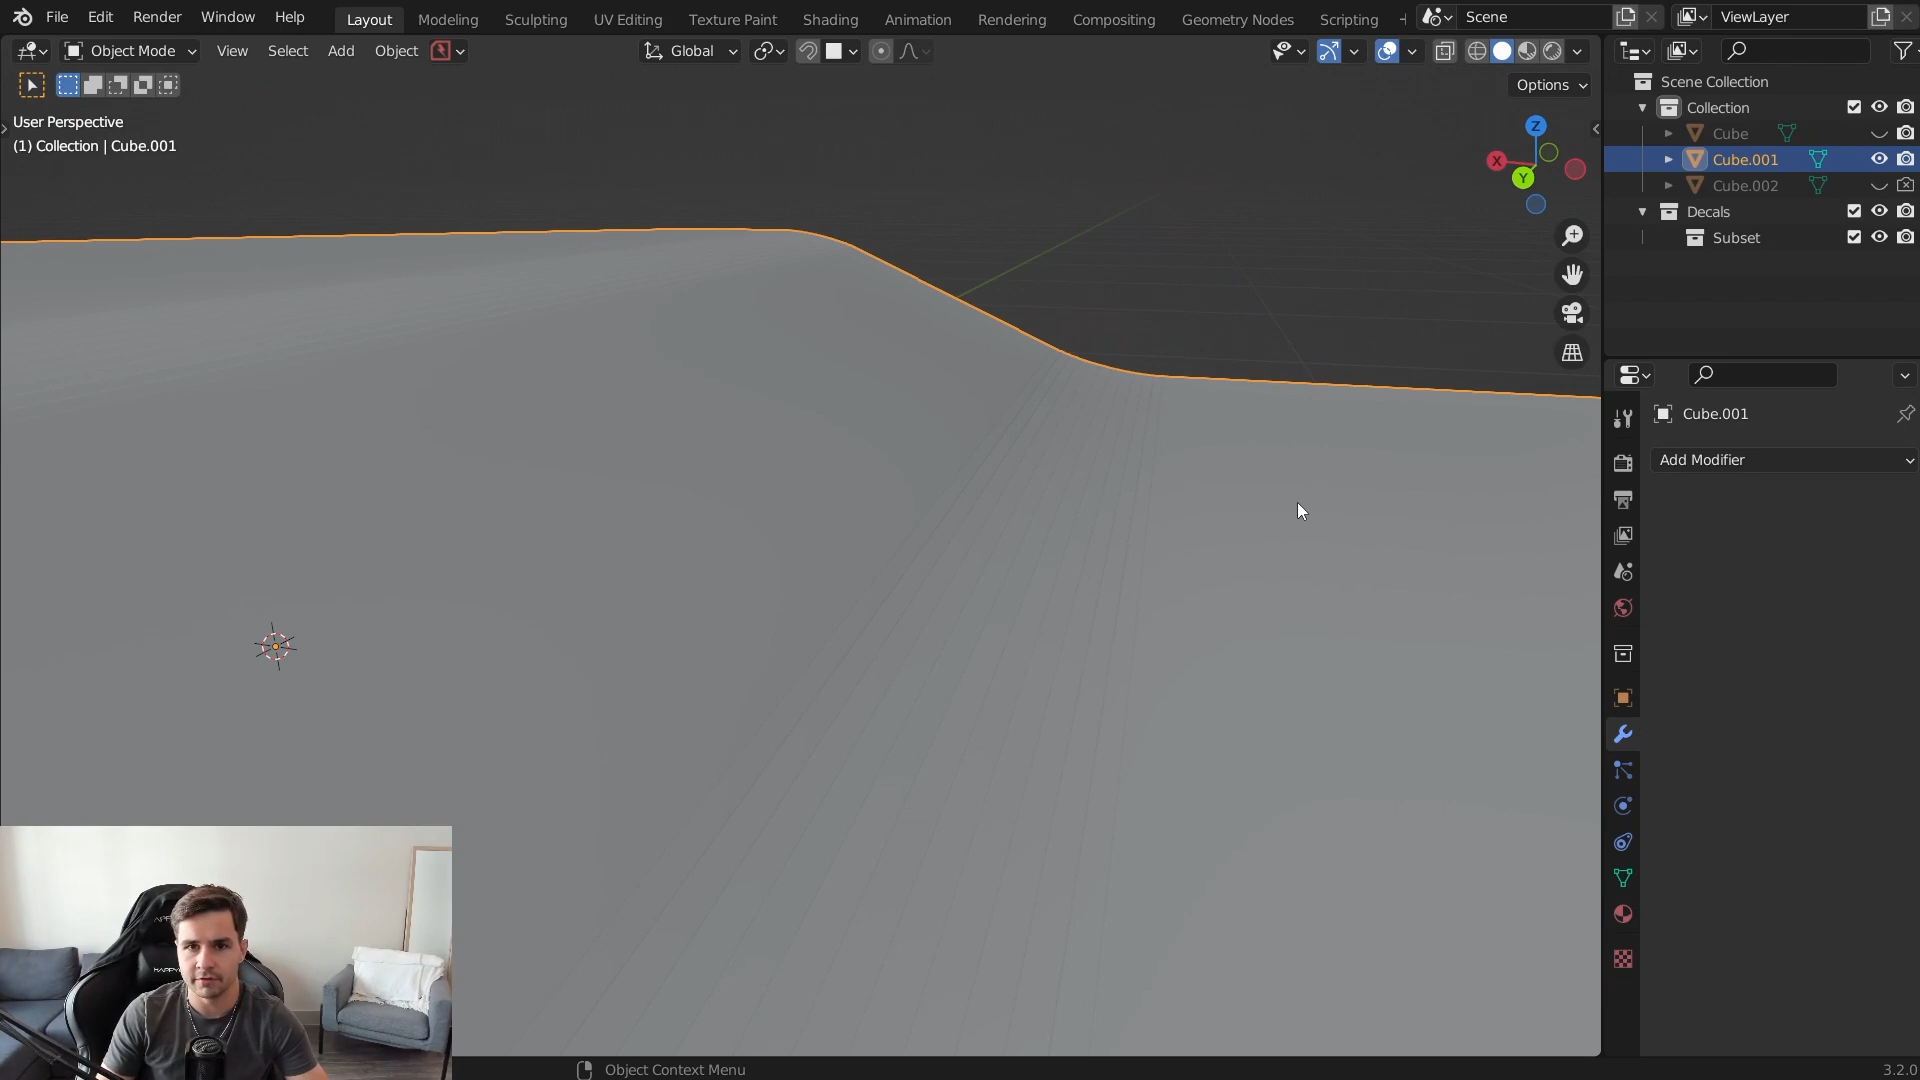 File Edit Render Window Help Layout Modeling Sculpting UV Editing Texture Paint Shading Animation Rendering Compositing Geometry Nodes Scripting Scene ViewLayer
Object Mode View Select Add Object Global
Options
User Perspective
(1) Collection | Cube.001
Z
X
Y
Scene Collection
Collection
Cube
Cube.001
Cube.002
Decals
Subset
Cube.001
Add Modifier
Object Context Menu
3.2.0